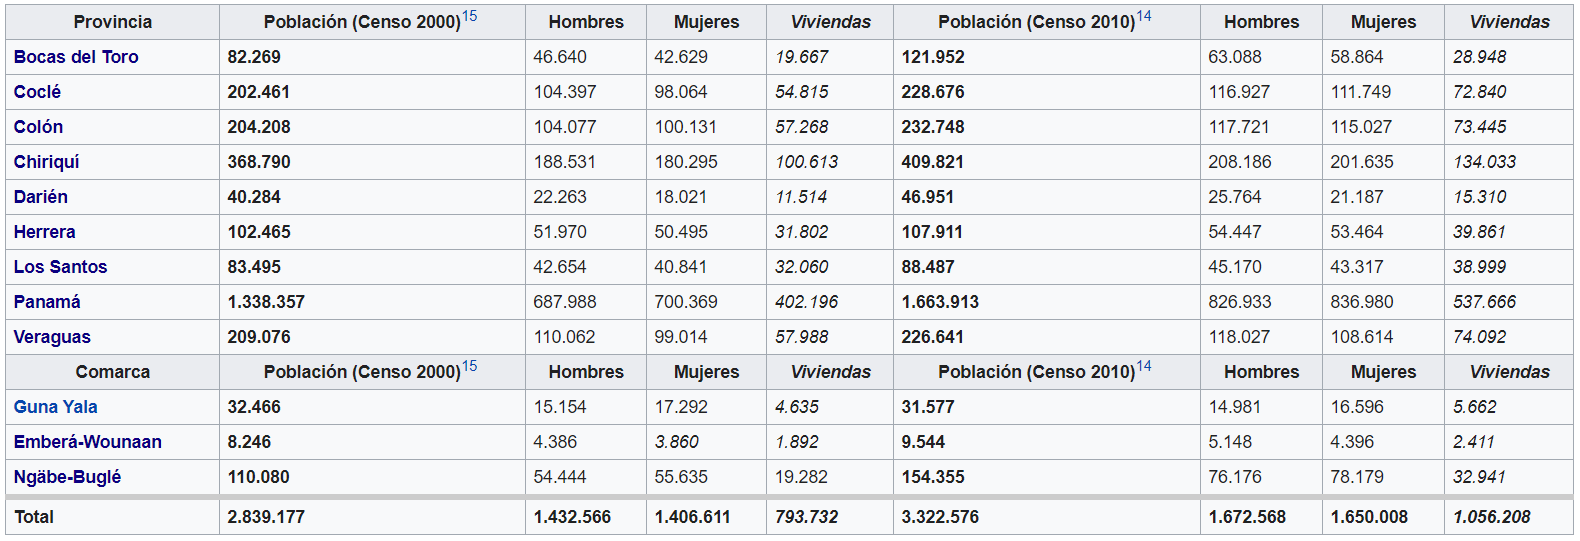 Provincia Población (Censo 2000)15 Hombres Mujeres Viviendas Población (Censo 2010)14 Hombres Mujeres Viviendas
Bocas del Toro 82.269 46.640 42.629 19.667 121.952 63.088 58.864 28.948
Coclé 202.461 104.397 98.064 54.815 228.676 116.927 111.749 72.840
Colón 204.208 104.077 100.131 57.268 232.748 117.721 115.027 73.445
Chiriquí 368.790 188.531 180.295 100.613 409.821 208.186 201.635 134.033
Darién 40.284 22.263 18.021 11.514 46.951 25.764 21.187 15.310
Herrera 102.465 51.970 50.495 31.802 107.911 54.447 53.464 39.861
Los Santos 83.495 42.654 40.841 32.060 88.487 45.170 43.317 38.999
Panamá 1.338.357 687.988 700.369 402.196 1.663.913 826.933 836.980 537.666
Veraguas 209.076 110.062 99.014 57.988 226.641 118.027 108.614 74.092
Comarca Población (Censo 2000)15 Hombres Mujeres Viviendas Población (Censo 2010)14 Hombres Mujeres Viviendas
Guna Yala 32.466 15.154 17.292 4.635 31.577 14.981 16.596 5.662
Emberá-Wounaan 8.246 4.386 3.860 1.892 9.544 5.148 4.396 2.411
Ngäbe-Buglé 110.080 54.444 55.635 19.282 154.355 76.176 78.179 32.941
Total 2.839.177 1.432.566 1.406.611 793.732 3.322.576 1.672.568 1.650.008 1.056.208